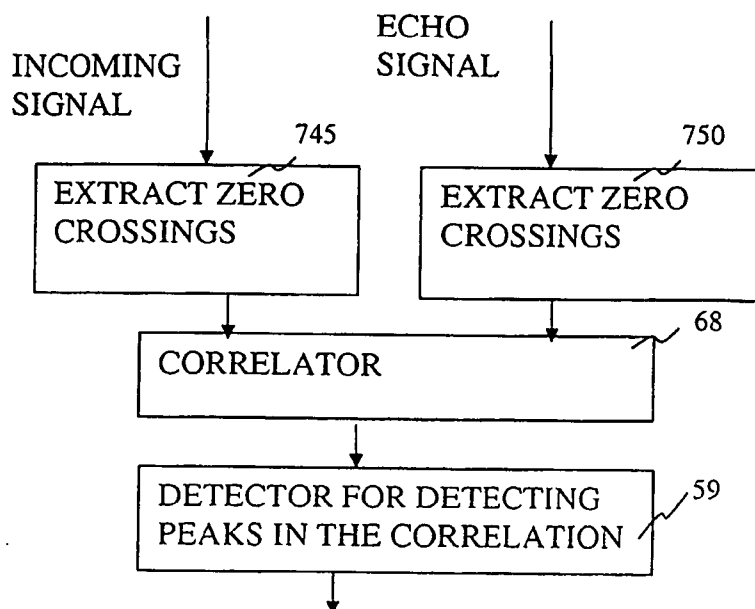 INCOMING
SIGNAL
ECHO
SIGNAL
745
750
EXTRACT ZERO
CROSSINGS
EXTRACT ZERO
CROSSINGS
68
CORRELATOR
DETECTOR FOR DETECTING
PEAKS IN THE CORRELATION
59